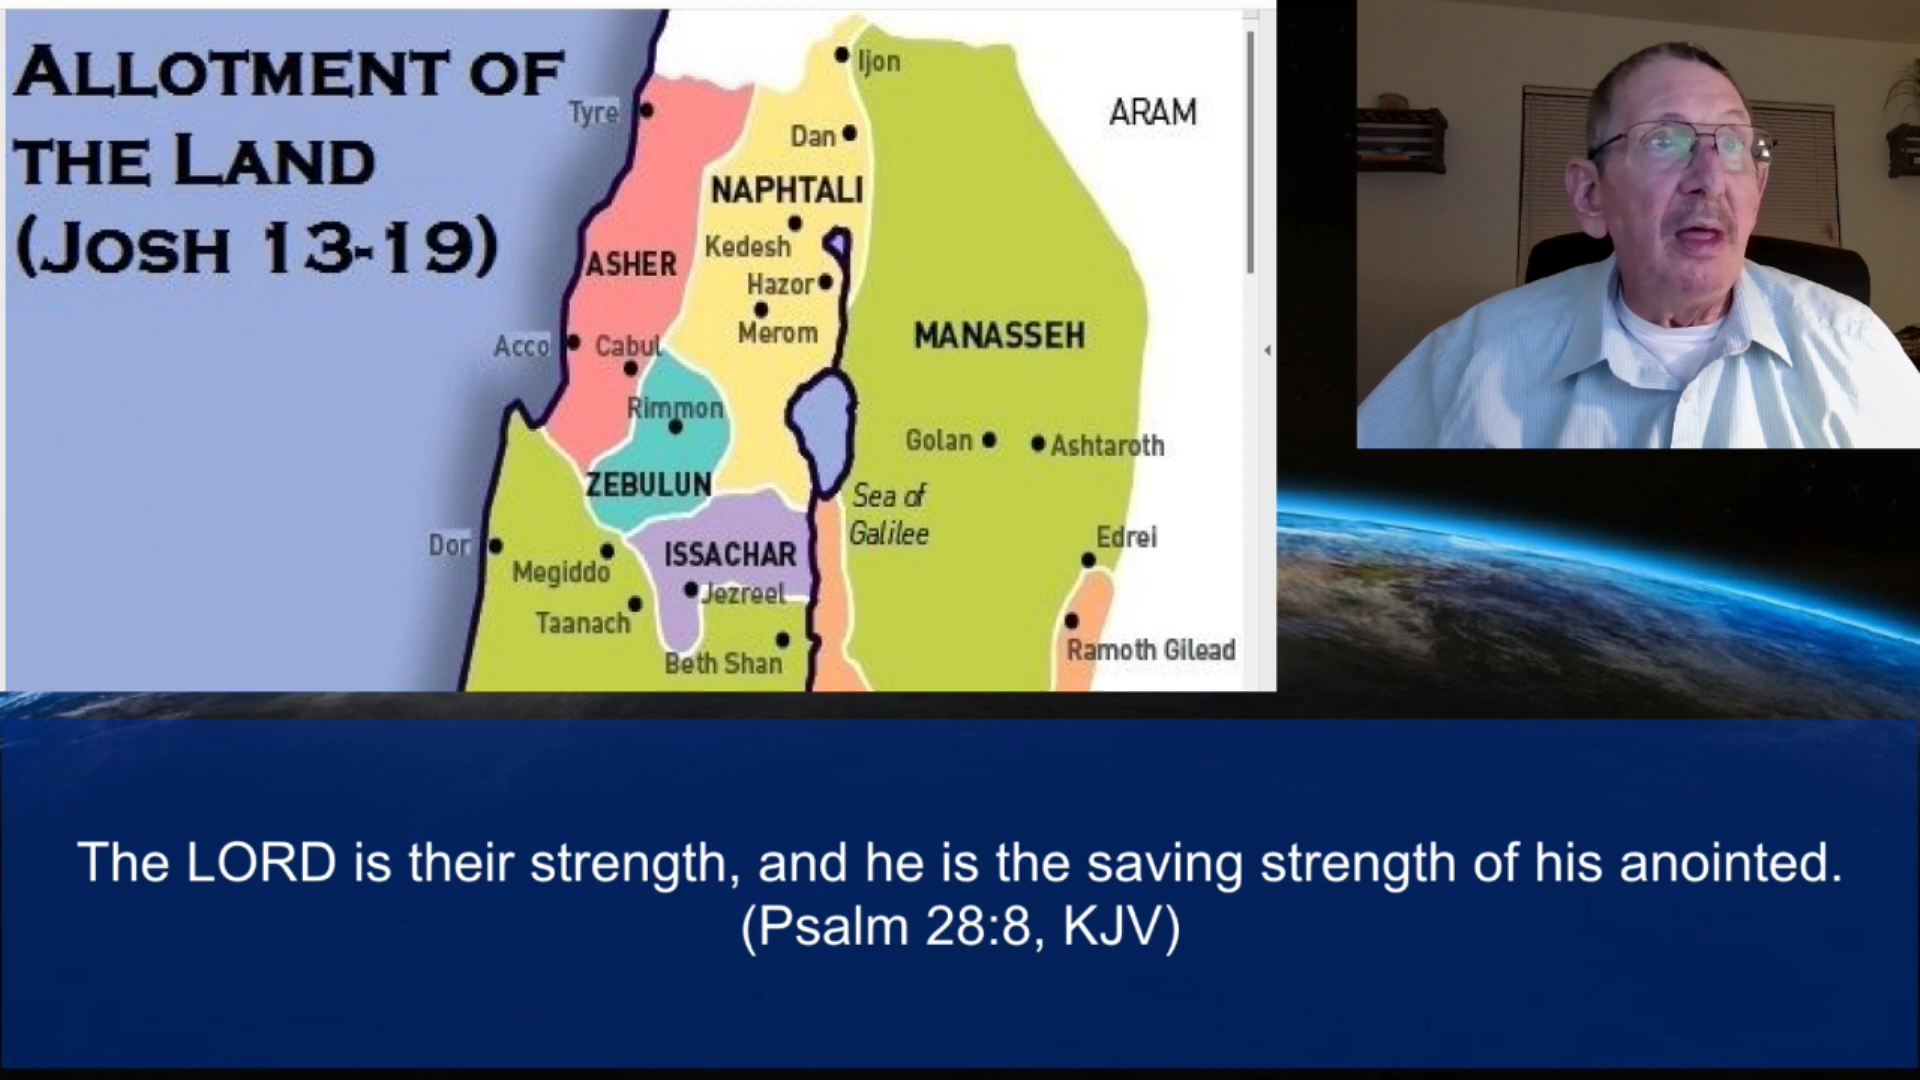 ALLOTMENT OF
THE LAND
(JOSH 13-19)
Ijon
Tyre
ARAM
Dan
NAPHTALI
Kedesh
ASHER
Hazor
Merom
MANASSEH
Acco
Cabul
Rimmon
Golan
Ashtaroth
ZEBULUN
Sea of
Galilee
Dor
Edrei
ISSACHAR
Megiddo
Jezreel
Taanach
Ramoth Gilead
Beth Shan
The LORD is their strength, and he is the saving strength of his anointed.
(Psalm 28:8, KJV)